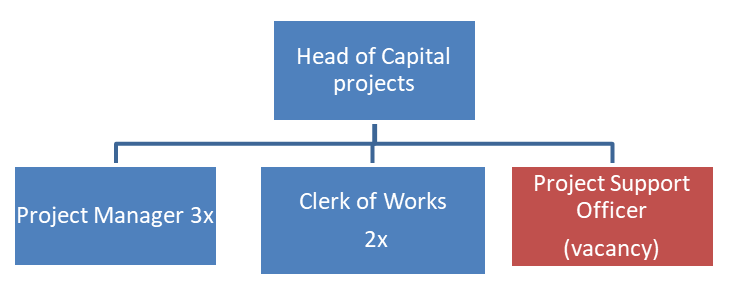 Head of Capital
projects
Project Manager 3x
Clerk of Works
2x
Project Support
Officer
(vacancy)